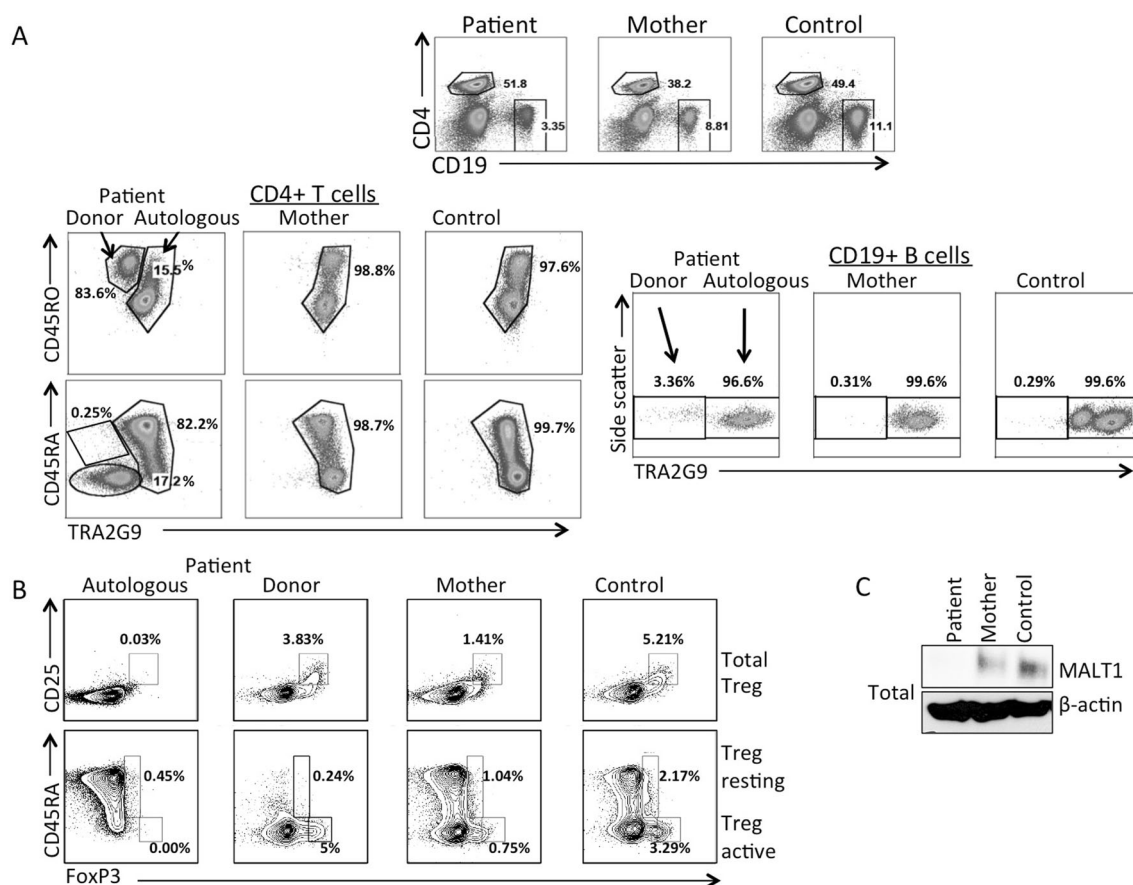 A
Patient Mother Control
CD4
51.8 38.2 49.4
3.35 8.81 11.1
CD19
Patient
Donor Autologous
CD4+ T cells
Mother Control
CD45RO
15.5%
83.6%
98.8%
97.6%
CD45RA
0.25%
82.2%
17.2%
98.7%
99.7%
TRA2G9
CD19+ B cells
Patient
Donor Autologous
Mother Control
Side scatter
3.36% 96.6% 0.31% 99.6% 0.29% 99.6%
TRA2G9
B
Patient
Autologous Donor Mother Control
CD25
0.03% 3.83% 1.41% 5.21%
Total
Treg
CD45RA
0.45% 0.24% 1.04% 2.17%
Treg
resting
0.00% 5% 0.75% 3.29%
Treg
active
FoxP3
C
Patient
Mother
Control
MALT1
Total
β-actin